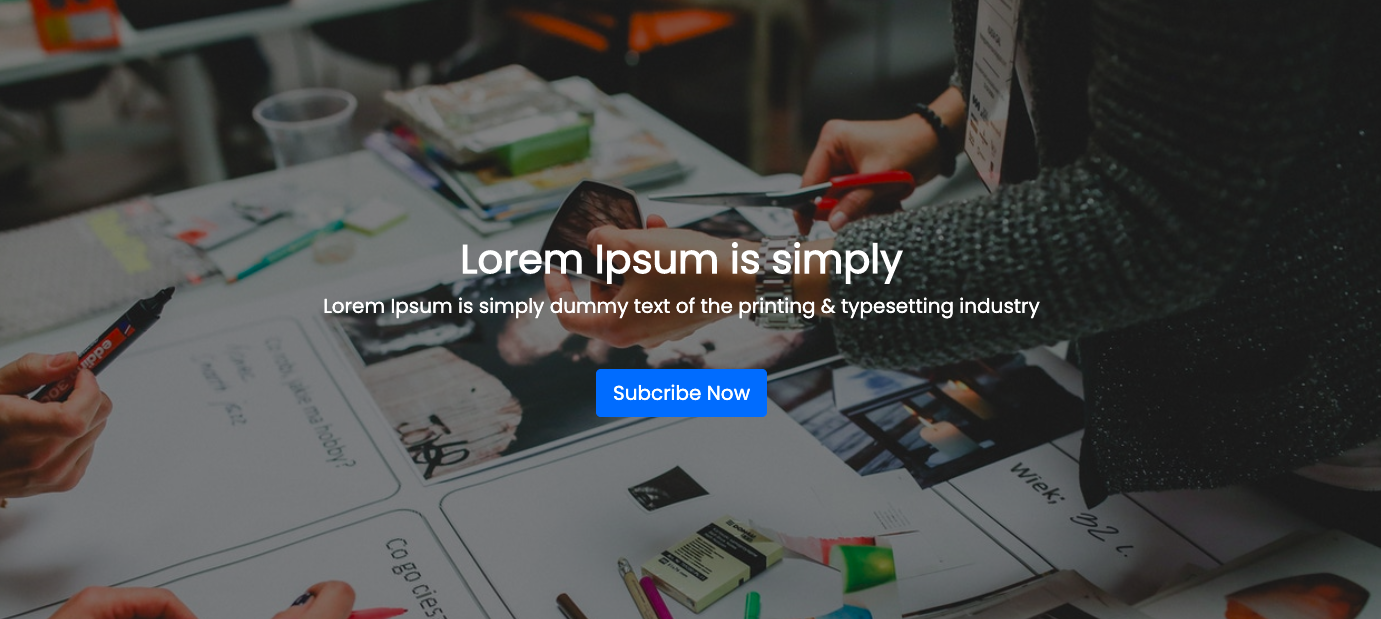 Lorem Ipsum is simply
Lorem Ipsum is simply dummy text of the printing & typesetting industry
Subcribe Now
edding
Co robi, jakie ma hobby?
Wiek;
32 l.
Co go cies